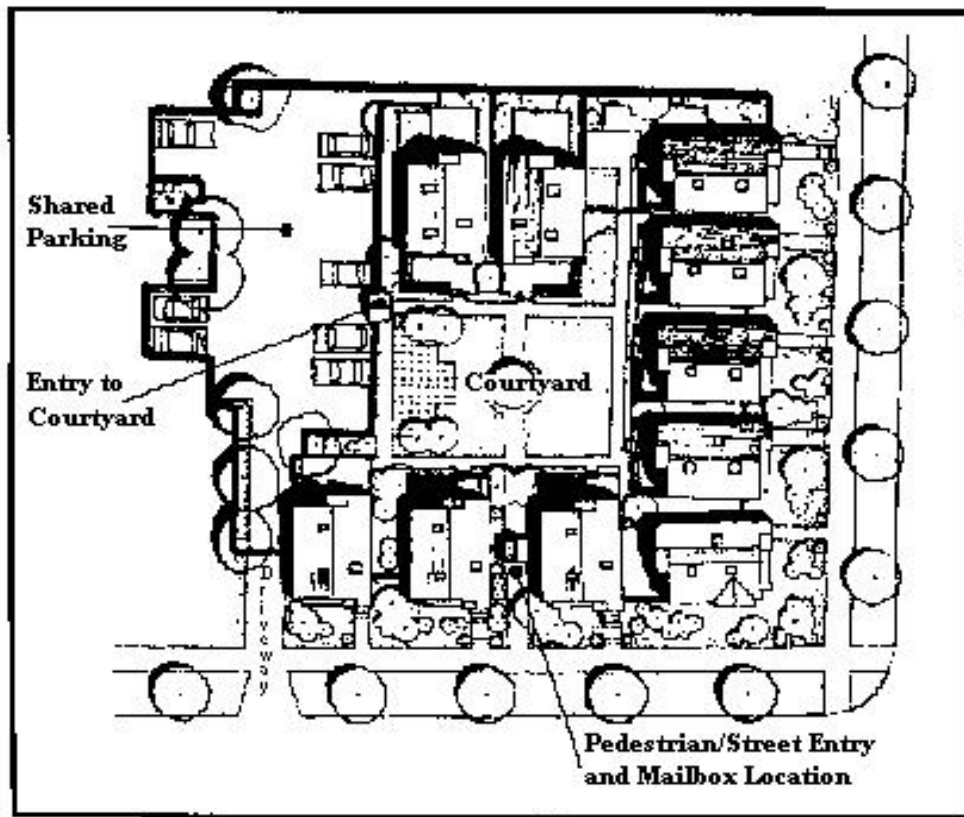 Shared
Parking
Entry to
Courtyard
Courtyard
Driveway
Pedestrian/Street Entry
and Mailbox Location